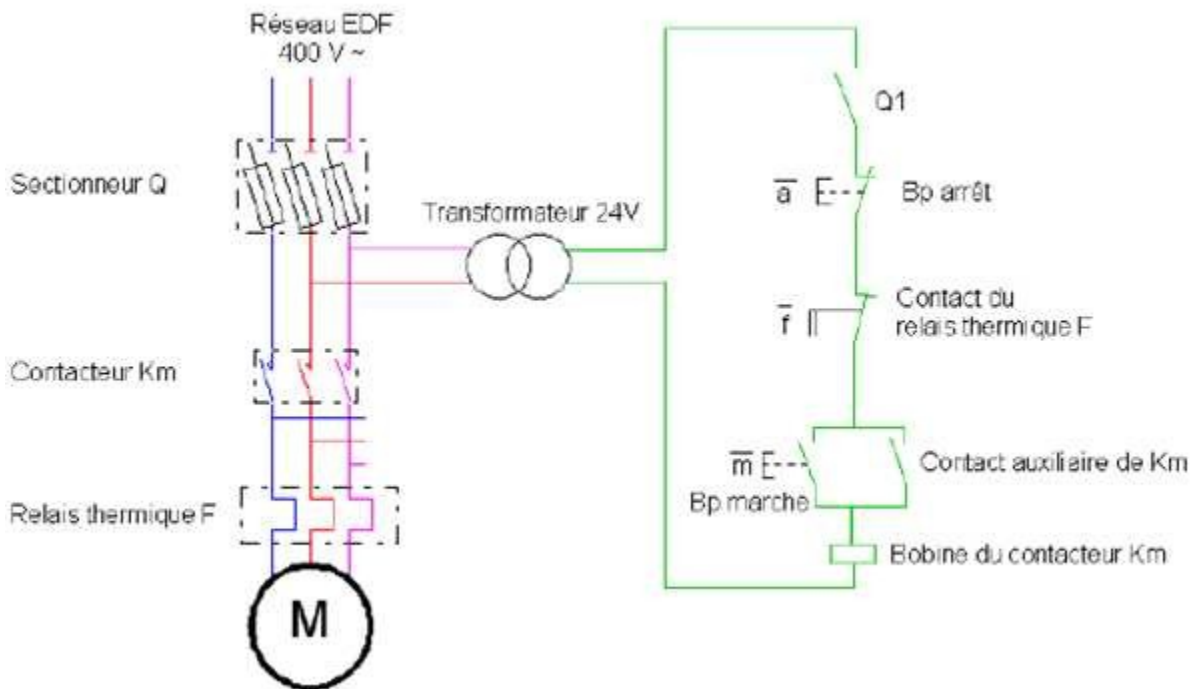 Réseau EDF
400 V ~
Sectionneur Q
Transformateur 24V
Contacteur Km
Relais thermique F
M
Q1
a̅
Bp arrêt
f̅
Contact du
relais thermique F
m̅
Bp marche
Contact auxiliaire de Km
Bobine du contacteur Km